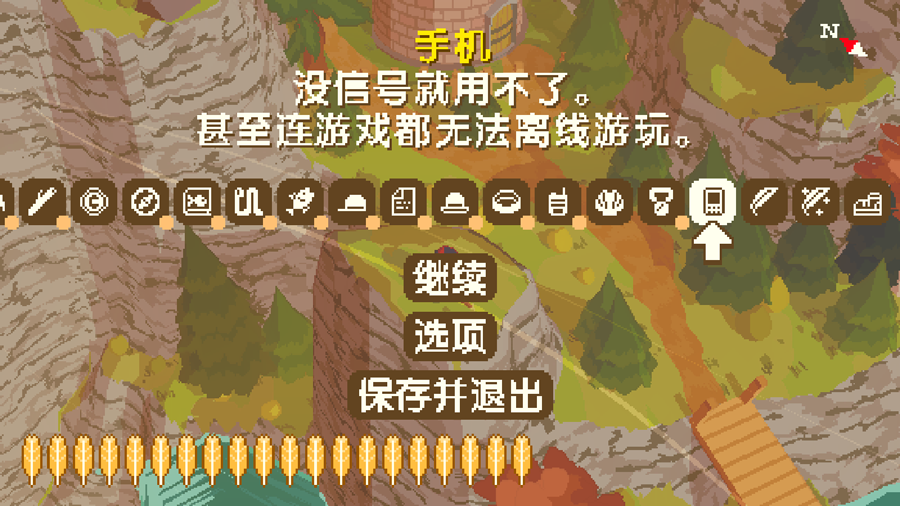 N
手机
没信号就用不了。
甚至连游戏都无法离线游玩。
继续
选项
保存并退出